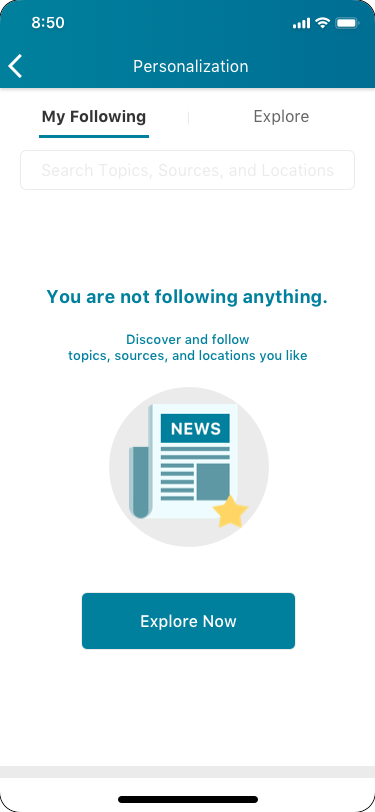 8:50
Personalization
My Following
Explore
Search Topics, Sources, and Locations
You are not following anything.
Discover and follow
topics, sources, and locations you like
NEWS
Explore Now